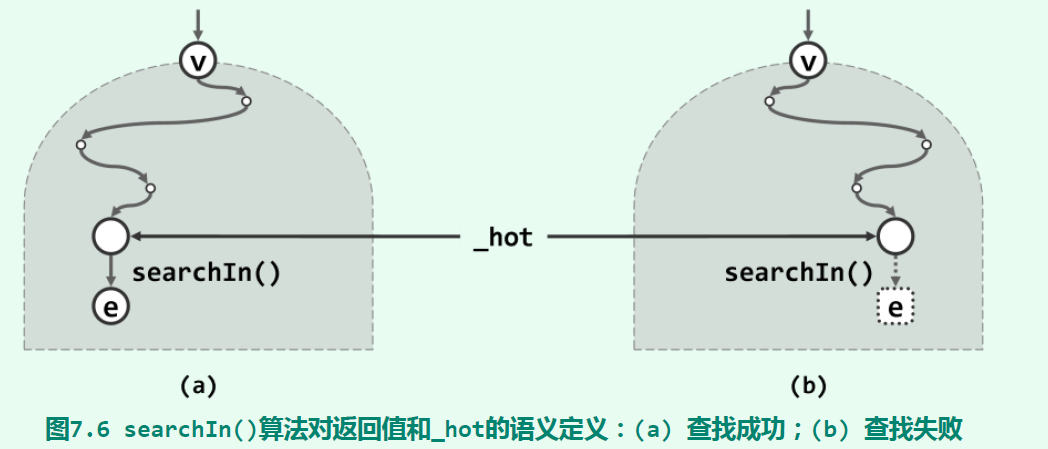 v v
_hot
searchIn() searchIn()
e e
(a) (b)
图7.6 searchIn()算法对返回值和_hot的语义定义：(a) 查找成功；(b) 查找失败